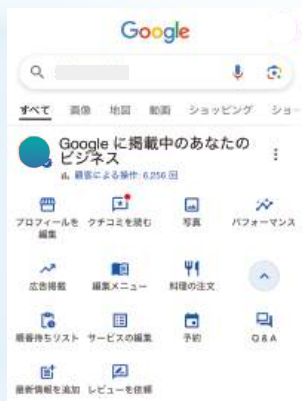 Google
すべて 画像 地図 動画 ショッピング ショー
Google に掲載中のあなたの
ビジネス
顧客による操作: 6,256 回
プロフィールを クチコミを読む 写真 パフォーマンス
編集
広告掲載 編集メニュー 料理の注文
順番待ちリスト サービスの編集 予約 Q&A
最新情報を追加 レビューを依頼